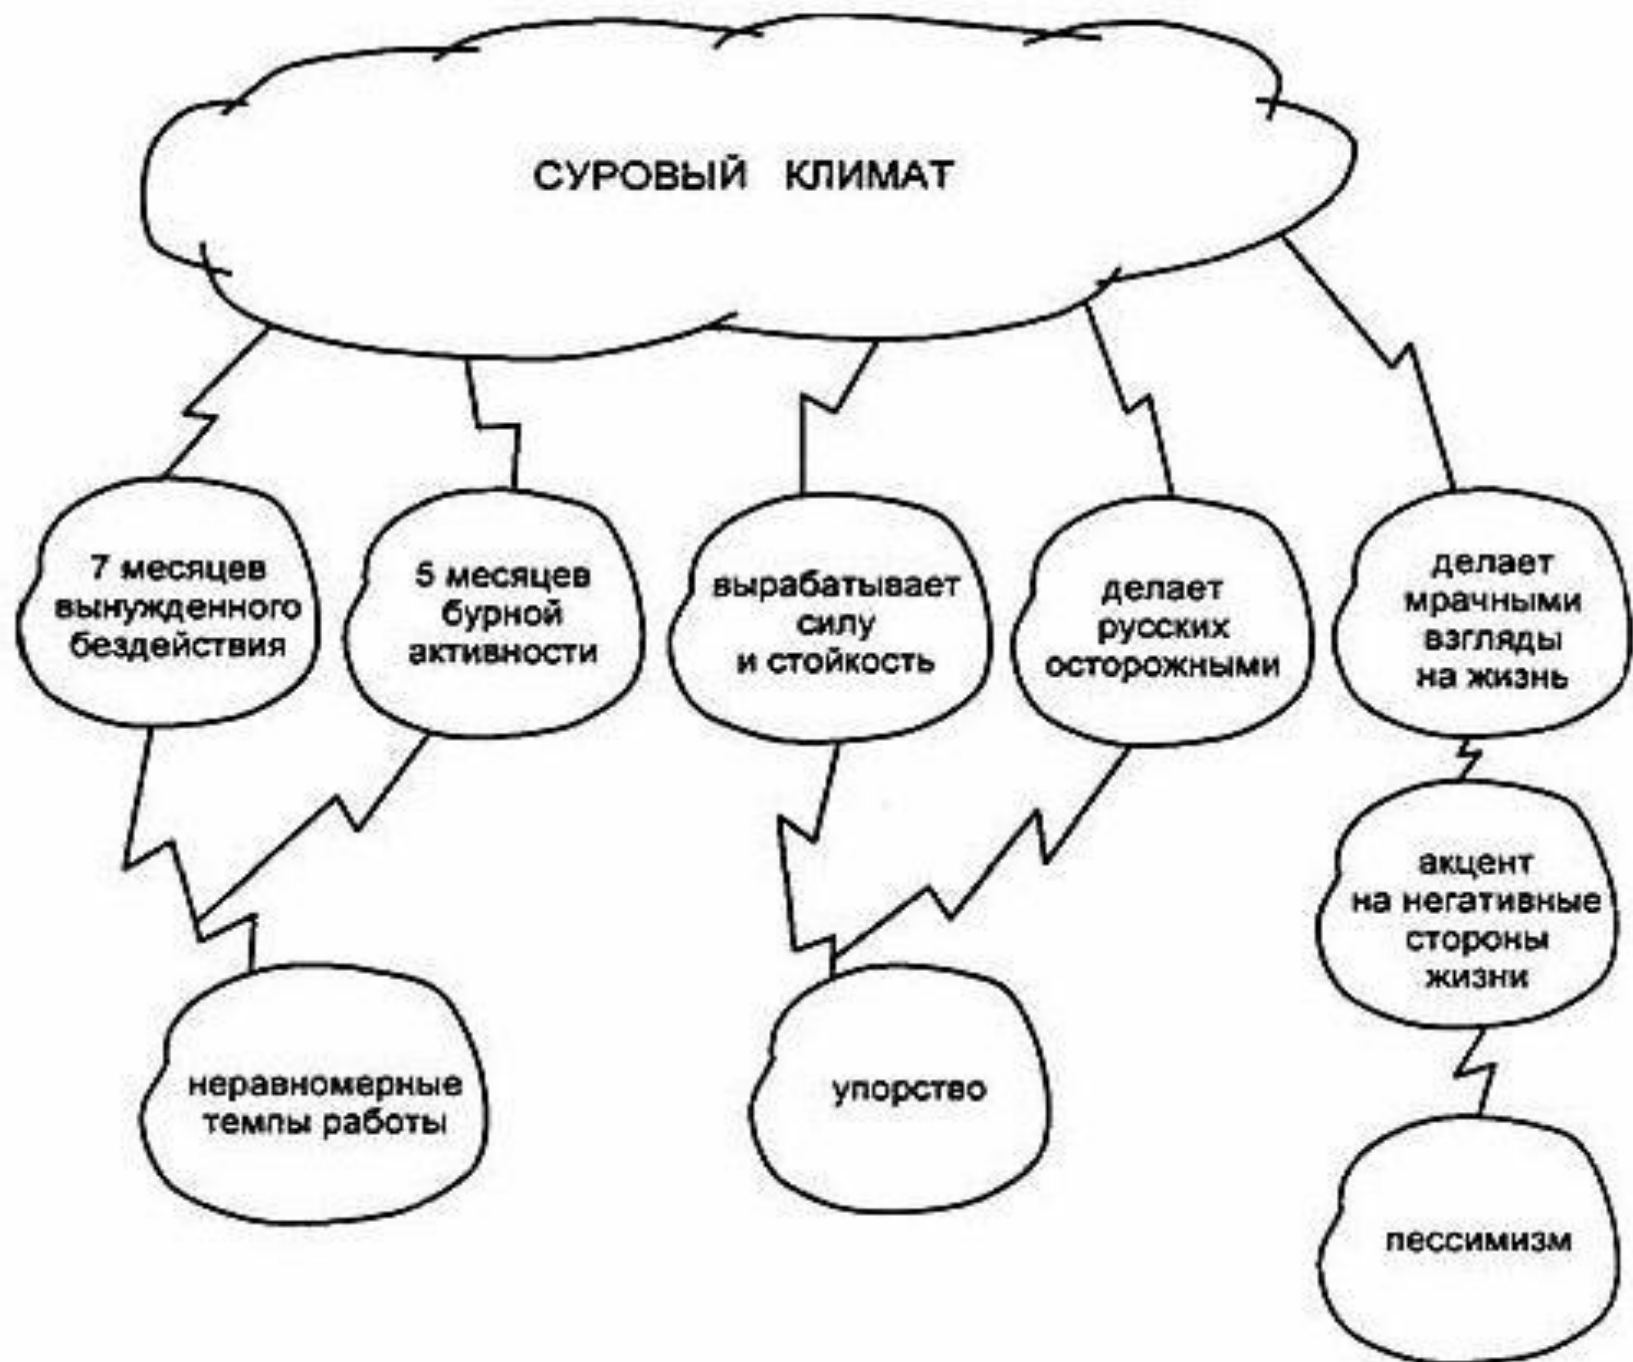 СУРОВЫЙ КЛИМАТ
7 месяцев
вынужденного
бездействия
5 месяцев
бурной
активности
вырабатывает
силу
и стойкость
делает
русских
осторожными
делает
мрачными
взгляды
на жизнь
акцент
на негативные
стороны
жизни
неравномерные
темпы работы
упорство
пессимизм